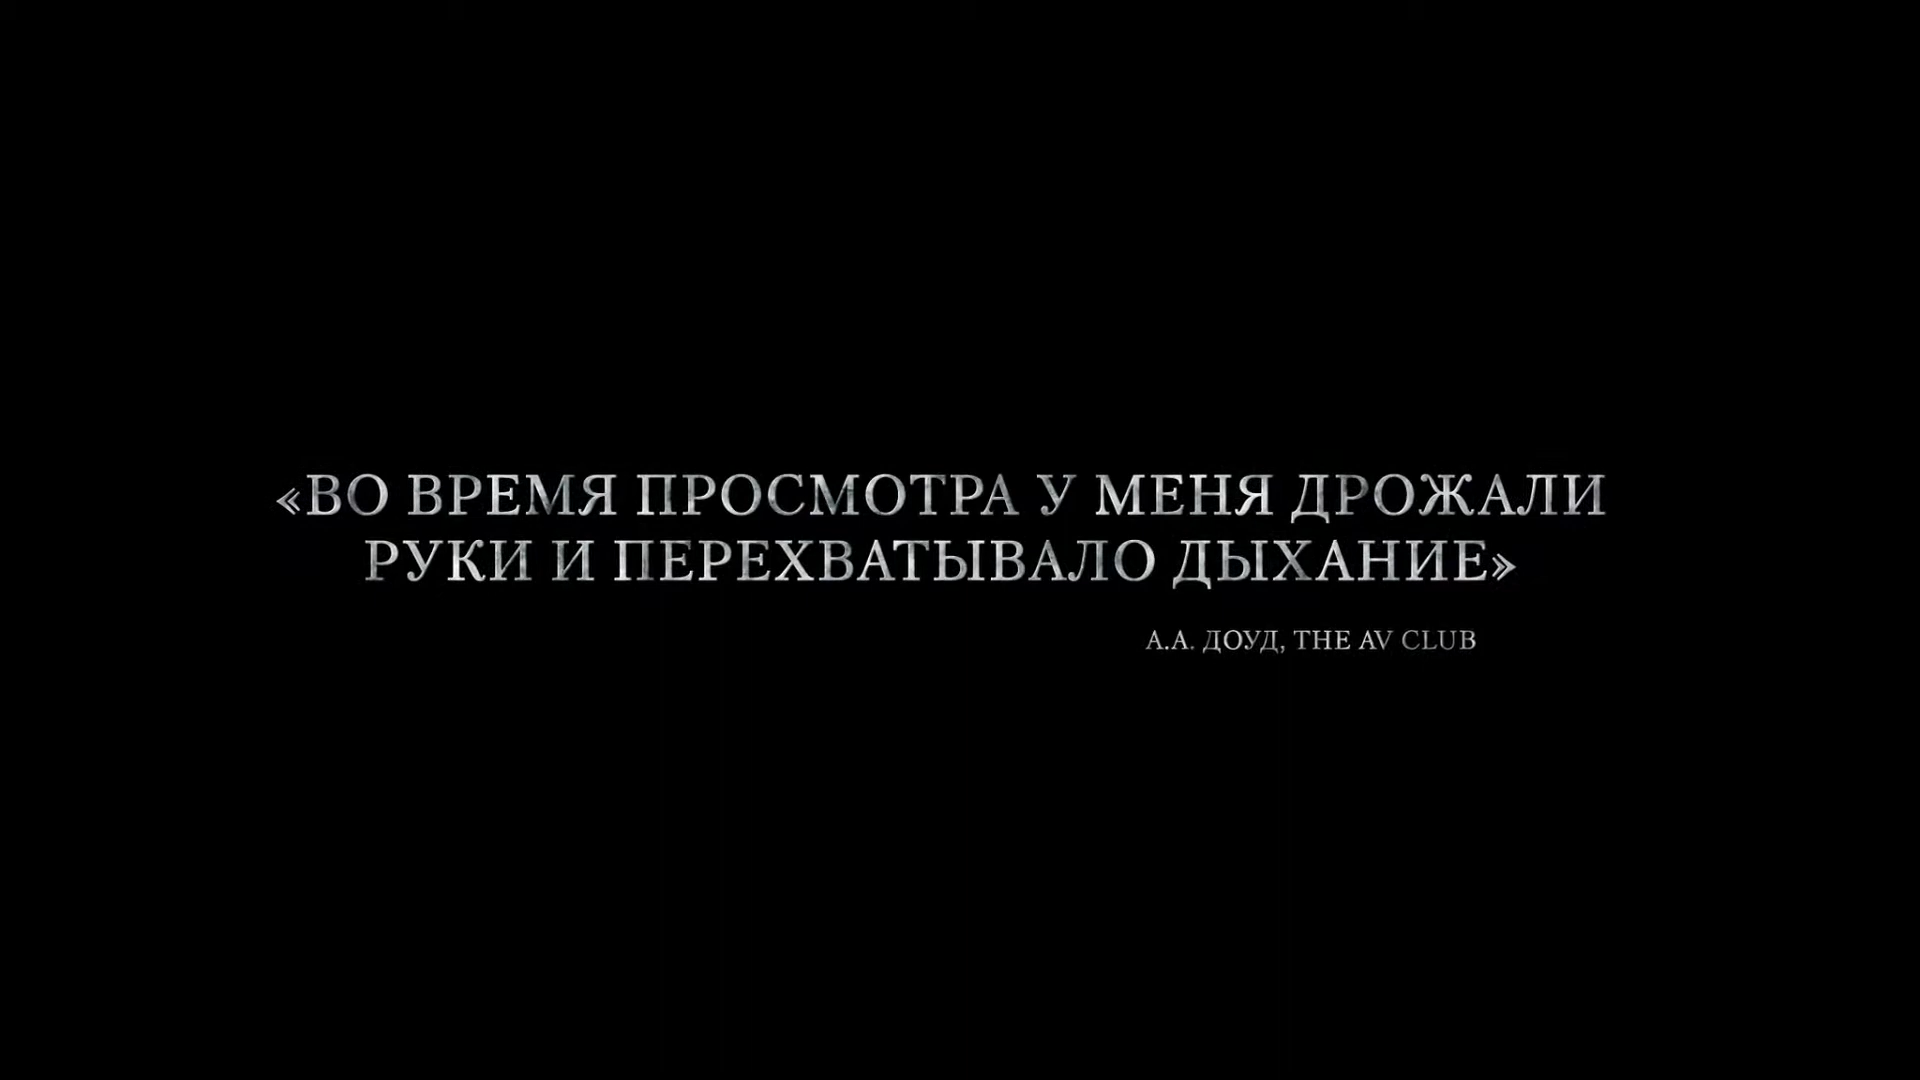 «ВО ВРЕМЯ ПРОСМОТРА У МЕНЯ ДРОЖАЛИ
РУКИ И ПЕРЕХВАТЫВАЛО ДЫХАНИЕ»
А.А. ДОУД, THE AV CLUB